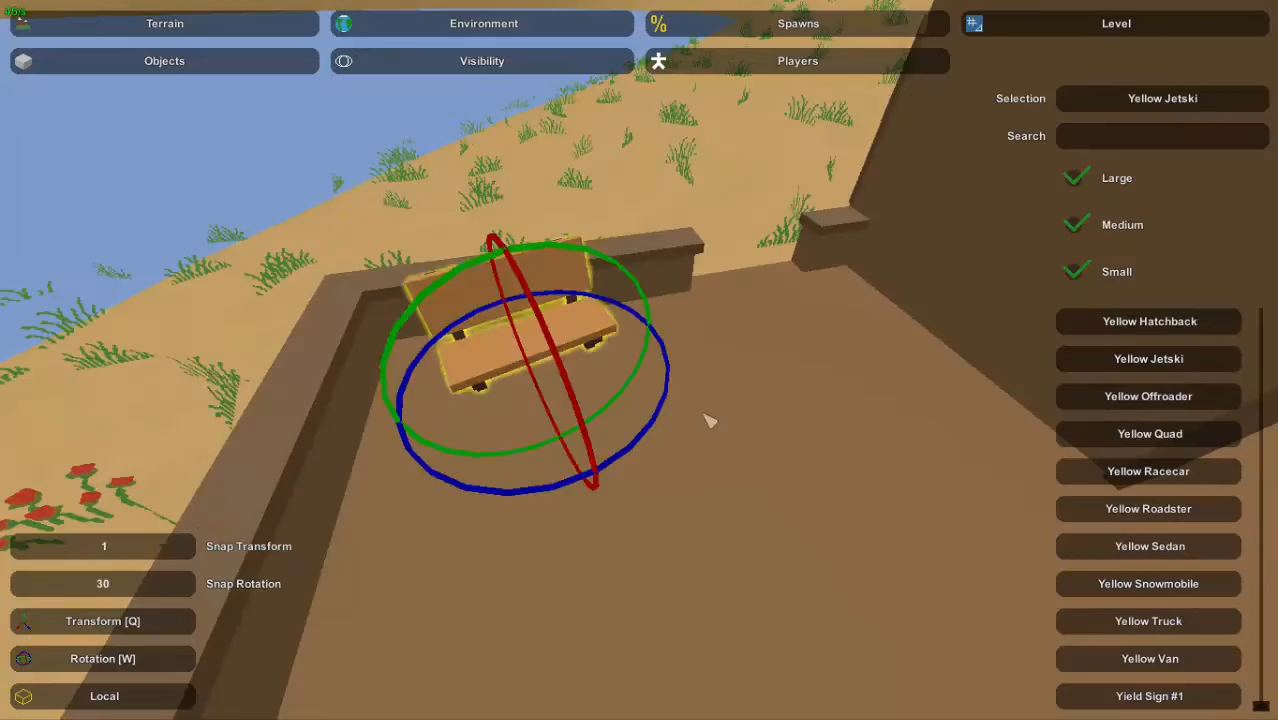 Terrain
Environment
% Spawns
Level
Objects
Visibility
Players
Selection
Yellow Jetski
Search
Large
Medium
Small
Yellow Hatchback
Yellow Jetski
Yellow Offroader
Yellow Quad
Yellow Racecar
Yellow Roadster
Yellow Sedan
Yellow Snowmobile
Yellow Truck
Yellow Van
Yield Sign #1
1 Snap Transform
30 Snap Rotation
Transform [Q]
Rotation [W]
Local